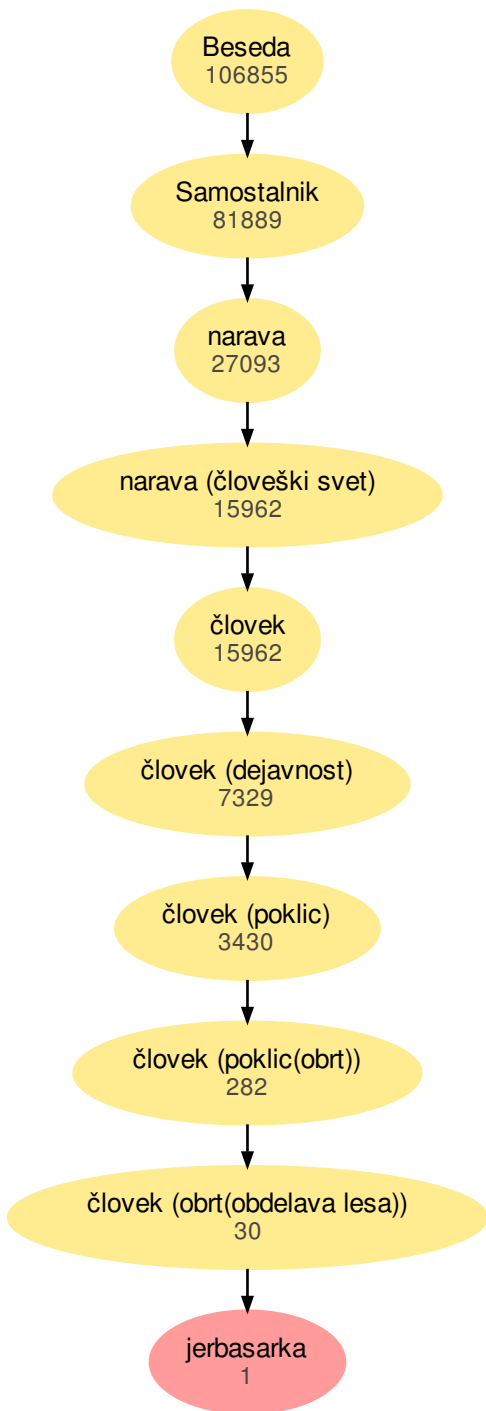 Beseda
106855
Samostalnik
81889
narava
27093
narava (človeški svet)
15962
človek
15962
človek (dejavnost)
7329
človek (poklic)
3430
človek (poklic(obrt))
282
človek (obrt(obdelava lesa))
30
jerbasarka
1